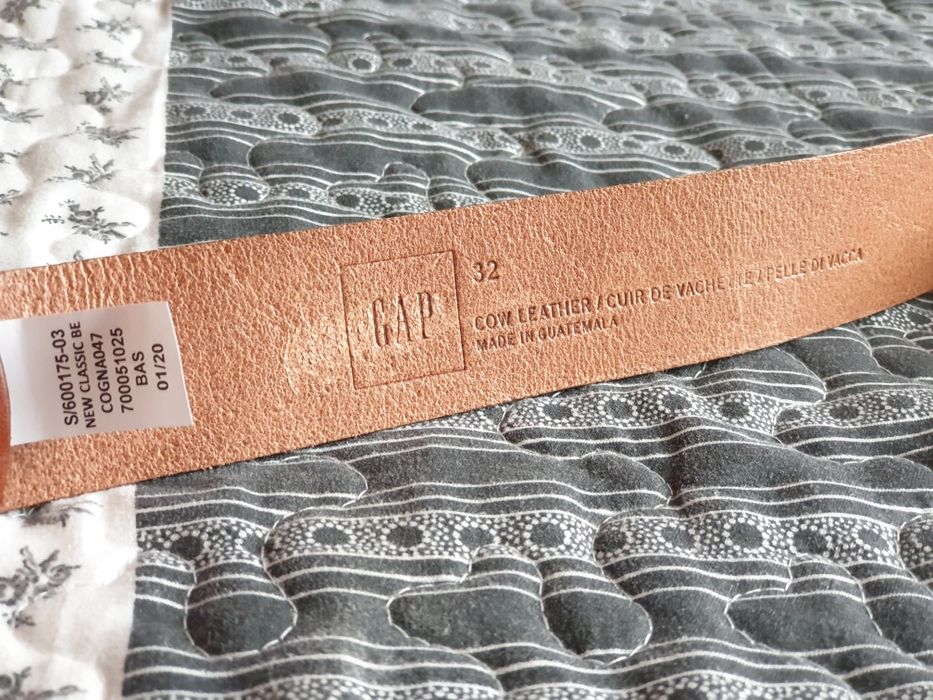 S/600175-03
NEW CLASSIC BE
COGNA047
700051025
BAS
01/20
GAP
32
COW LEATHER / CUIR DE VACHETTE / PELLE DI VACCA
MADE IN GUATEMALA